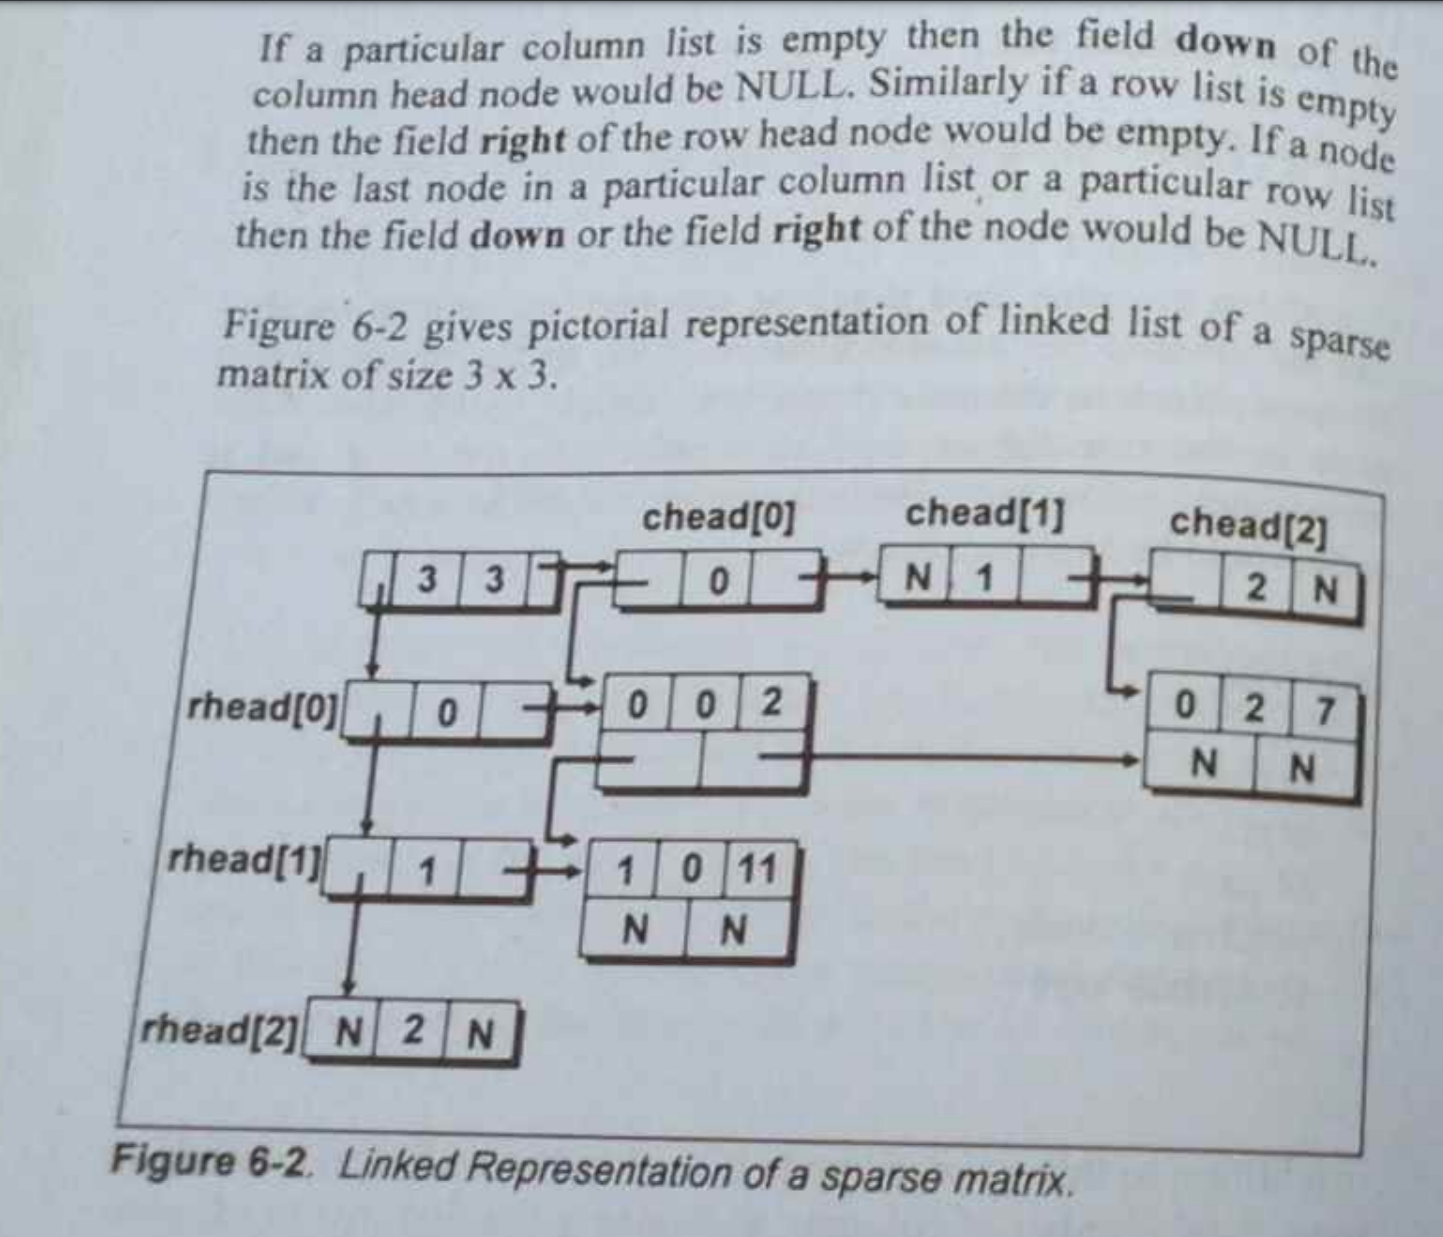 If a particular column list is empty then the field down of the
column head node would be NULL. Similarly if a row list is empty
then the field right of the row head node would be empty. If a node
is the last node in a particular column list or a particular row list
then the field down or the field right of the node would be NULL.
Figure 6-2 gives pictorial representation of linked list of a sparse
matrix of size 3 x 3.
chead[0] chead[1] chead[2]
3 3 0 N 1 2 N
rhead[0] 0 0 0 2 0 2 7
N N
rhead[1] 1 1 0 11
N N
rhead[2] N 2 N
Figure 6-2. Linked Representation of a sparse matrix.